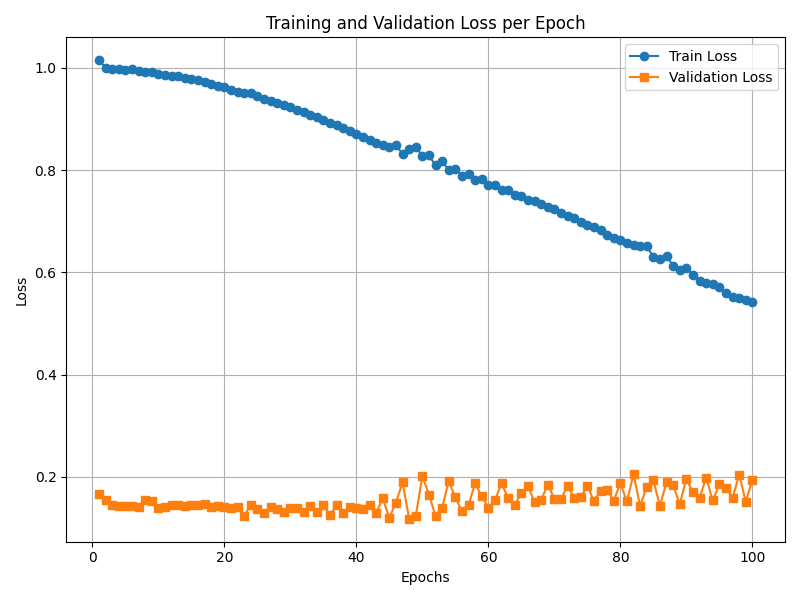 Training and Validation Loss per Epoch
Train Loss
Validation Loss
Loss
1.0
0.8
0.6
0.4
0.2
0 20 40 60 80 100
Epochs